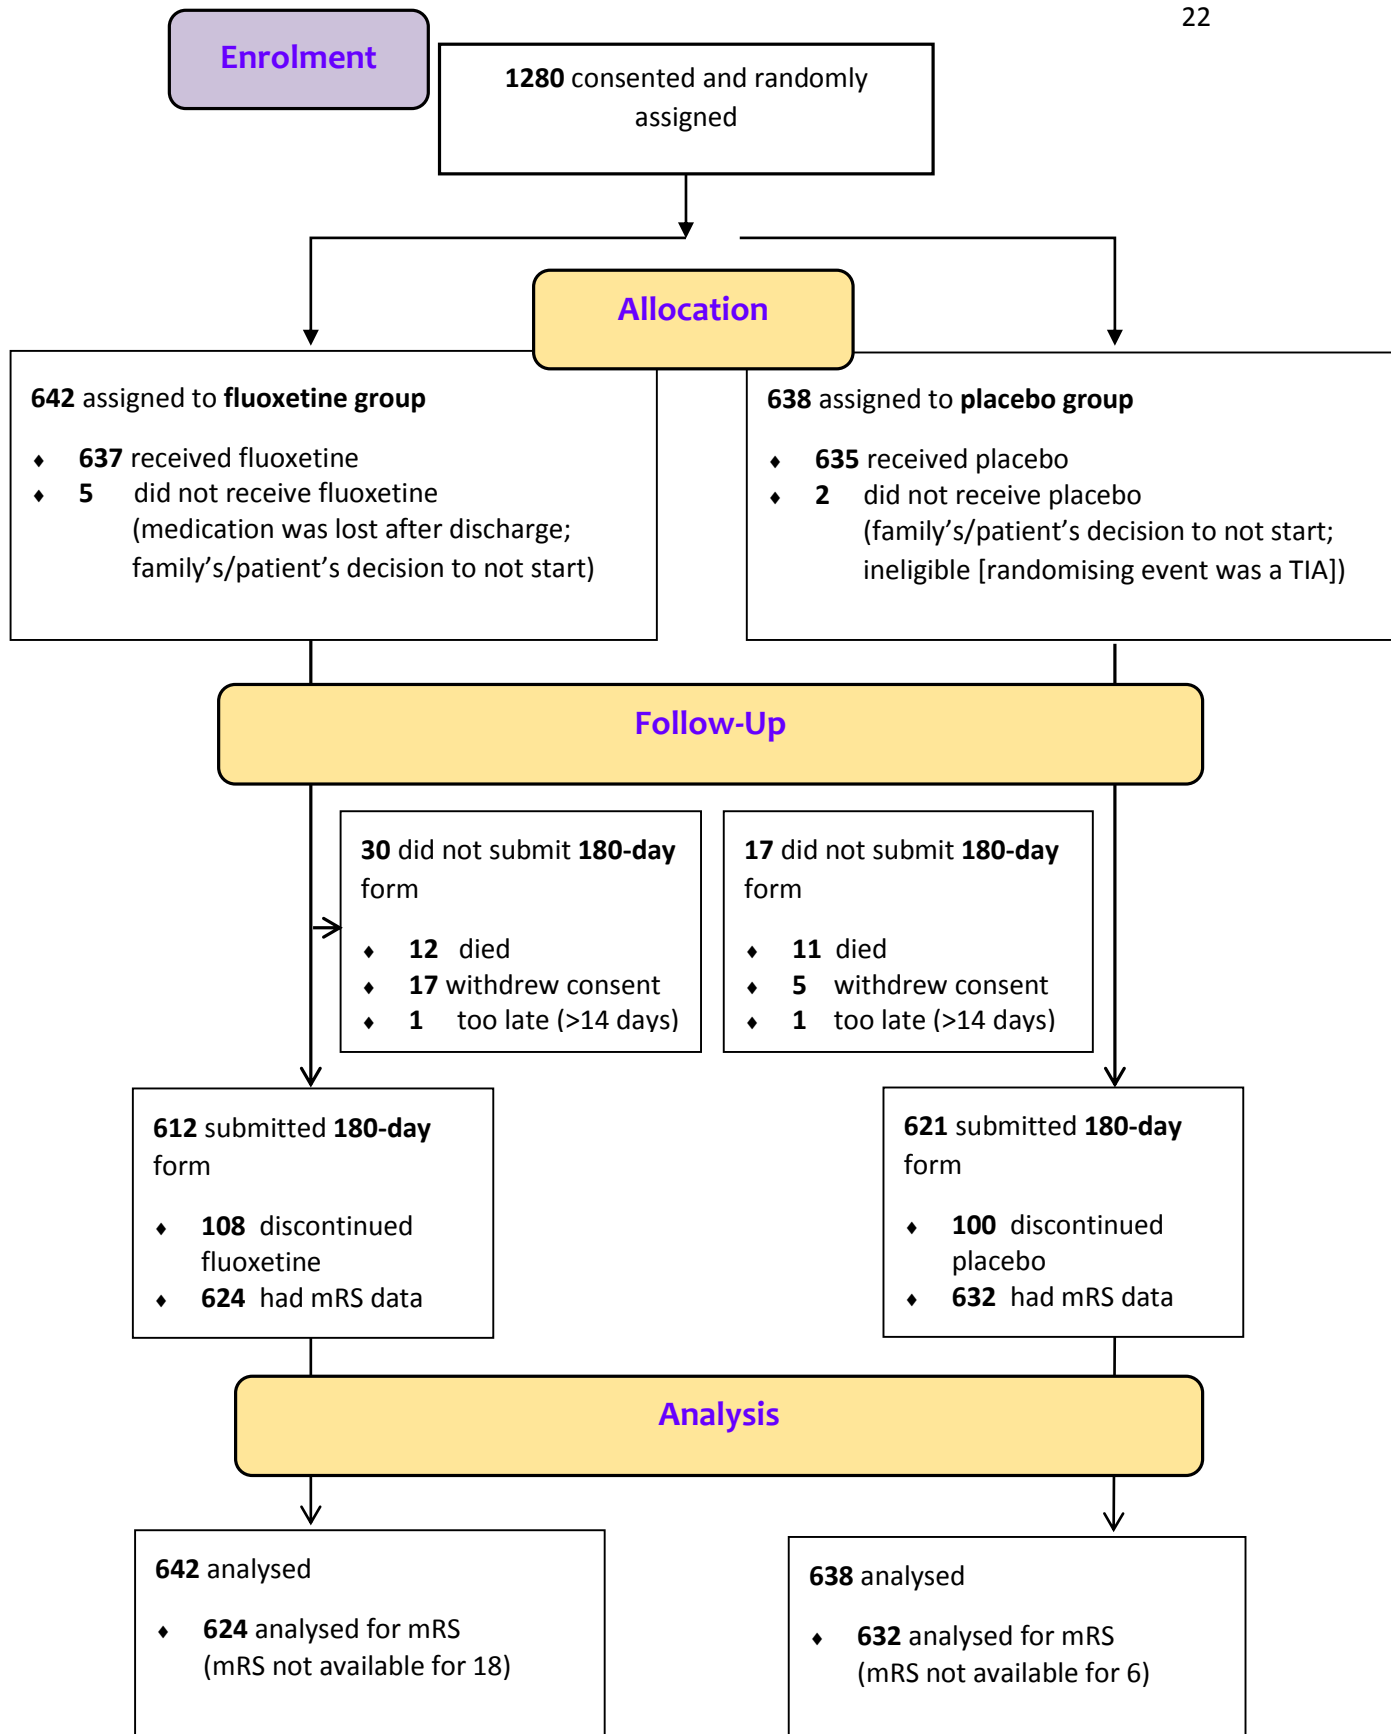 22
Enrolment
1280 consented and randomly
assigned
Allocation
642 assigned to fluoxetine group
♦ 637 received fluoxetine
♦ 5 did not receive fluoxetine
(medication was lost after discharge;
family’s/patient’s decision to not start)
638 assigned to placebo group
♦ 635 received placebo
♦ 2 did not receive placebo
(family’s/patient’s decision to not start;
ineligible [randomising event was a TIA])
Follow-Up
30 did not submit 180-day
form
♦ 12 died
♦ 17 withdrew consent
♦ 1 too late (>14 days)
17 did not submit 180-day
form
♦ 11 died
♦ 5 withdrew consent
♦ 1 too late (>14 days)
612 submitted 180-day
form
♦ 108 discontinued
fluoxetine
♦ 624 had mRS data
621 submitted 180-day
form
♦ 100 discontinued
placebo
♦ 632 had mRS data
Analysis
642 analysed
♦ 624 analysed for mRS
(mRS not available for 18)
638 analysed
♦ 632 analysed for mRS
(mRS not available for 6)